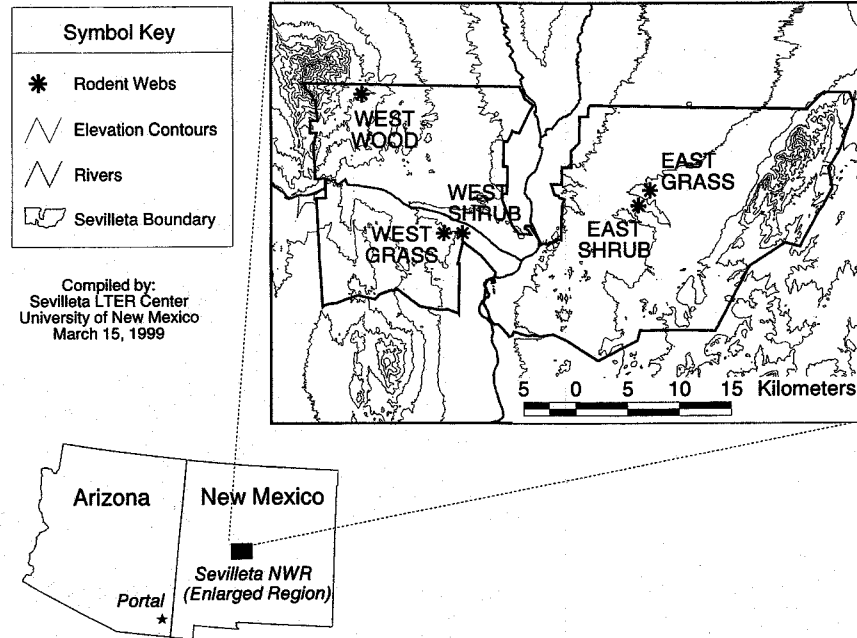 Symbol Key
Rodent Webs
Elevation Contours
Rivers
Sevilleta Boundary
Compiled by:
Sevilleta LTER Center
University of New Mexico
March 15, 1999
WEST
WOOD
WEST
SHRUB
WEST
GRASS
EAST
GRASS
EAST
SHRUB
5 0 5 10 15 Kilometers
Arizona
New Mexico
Sevilleta NWR
(Enlarged Region)
Portal